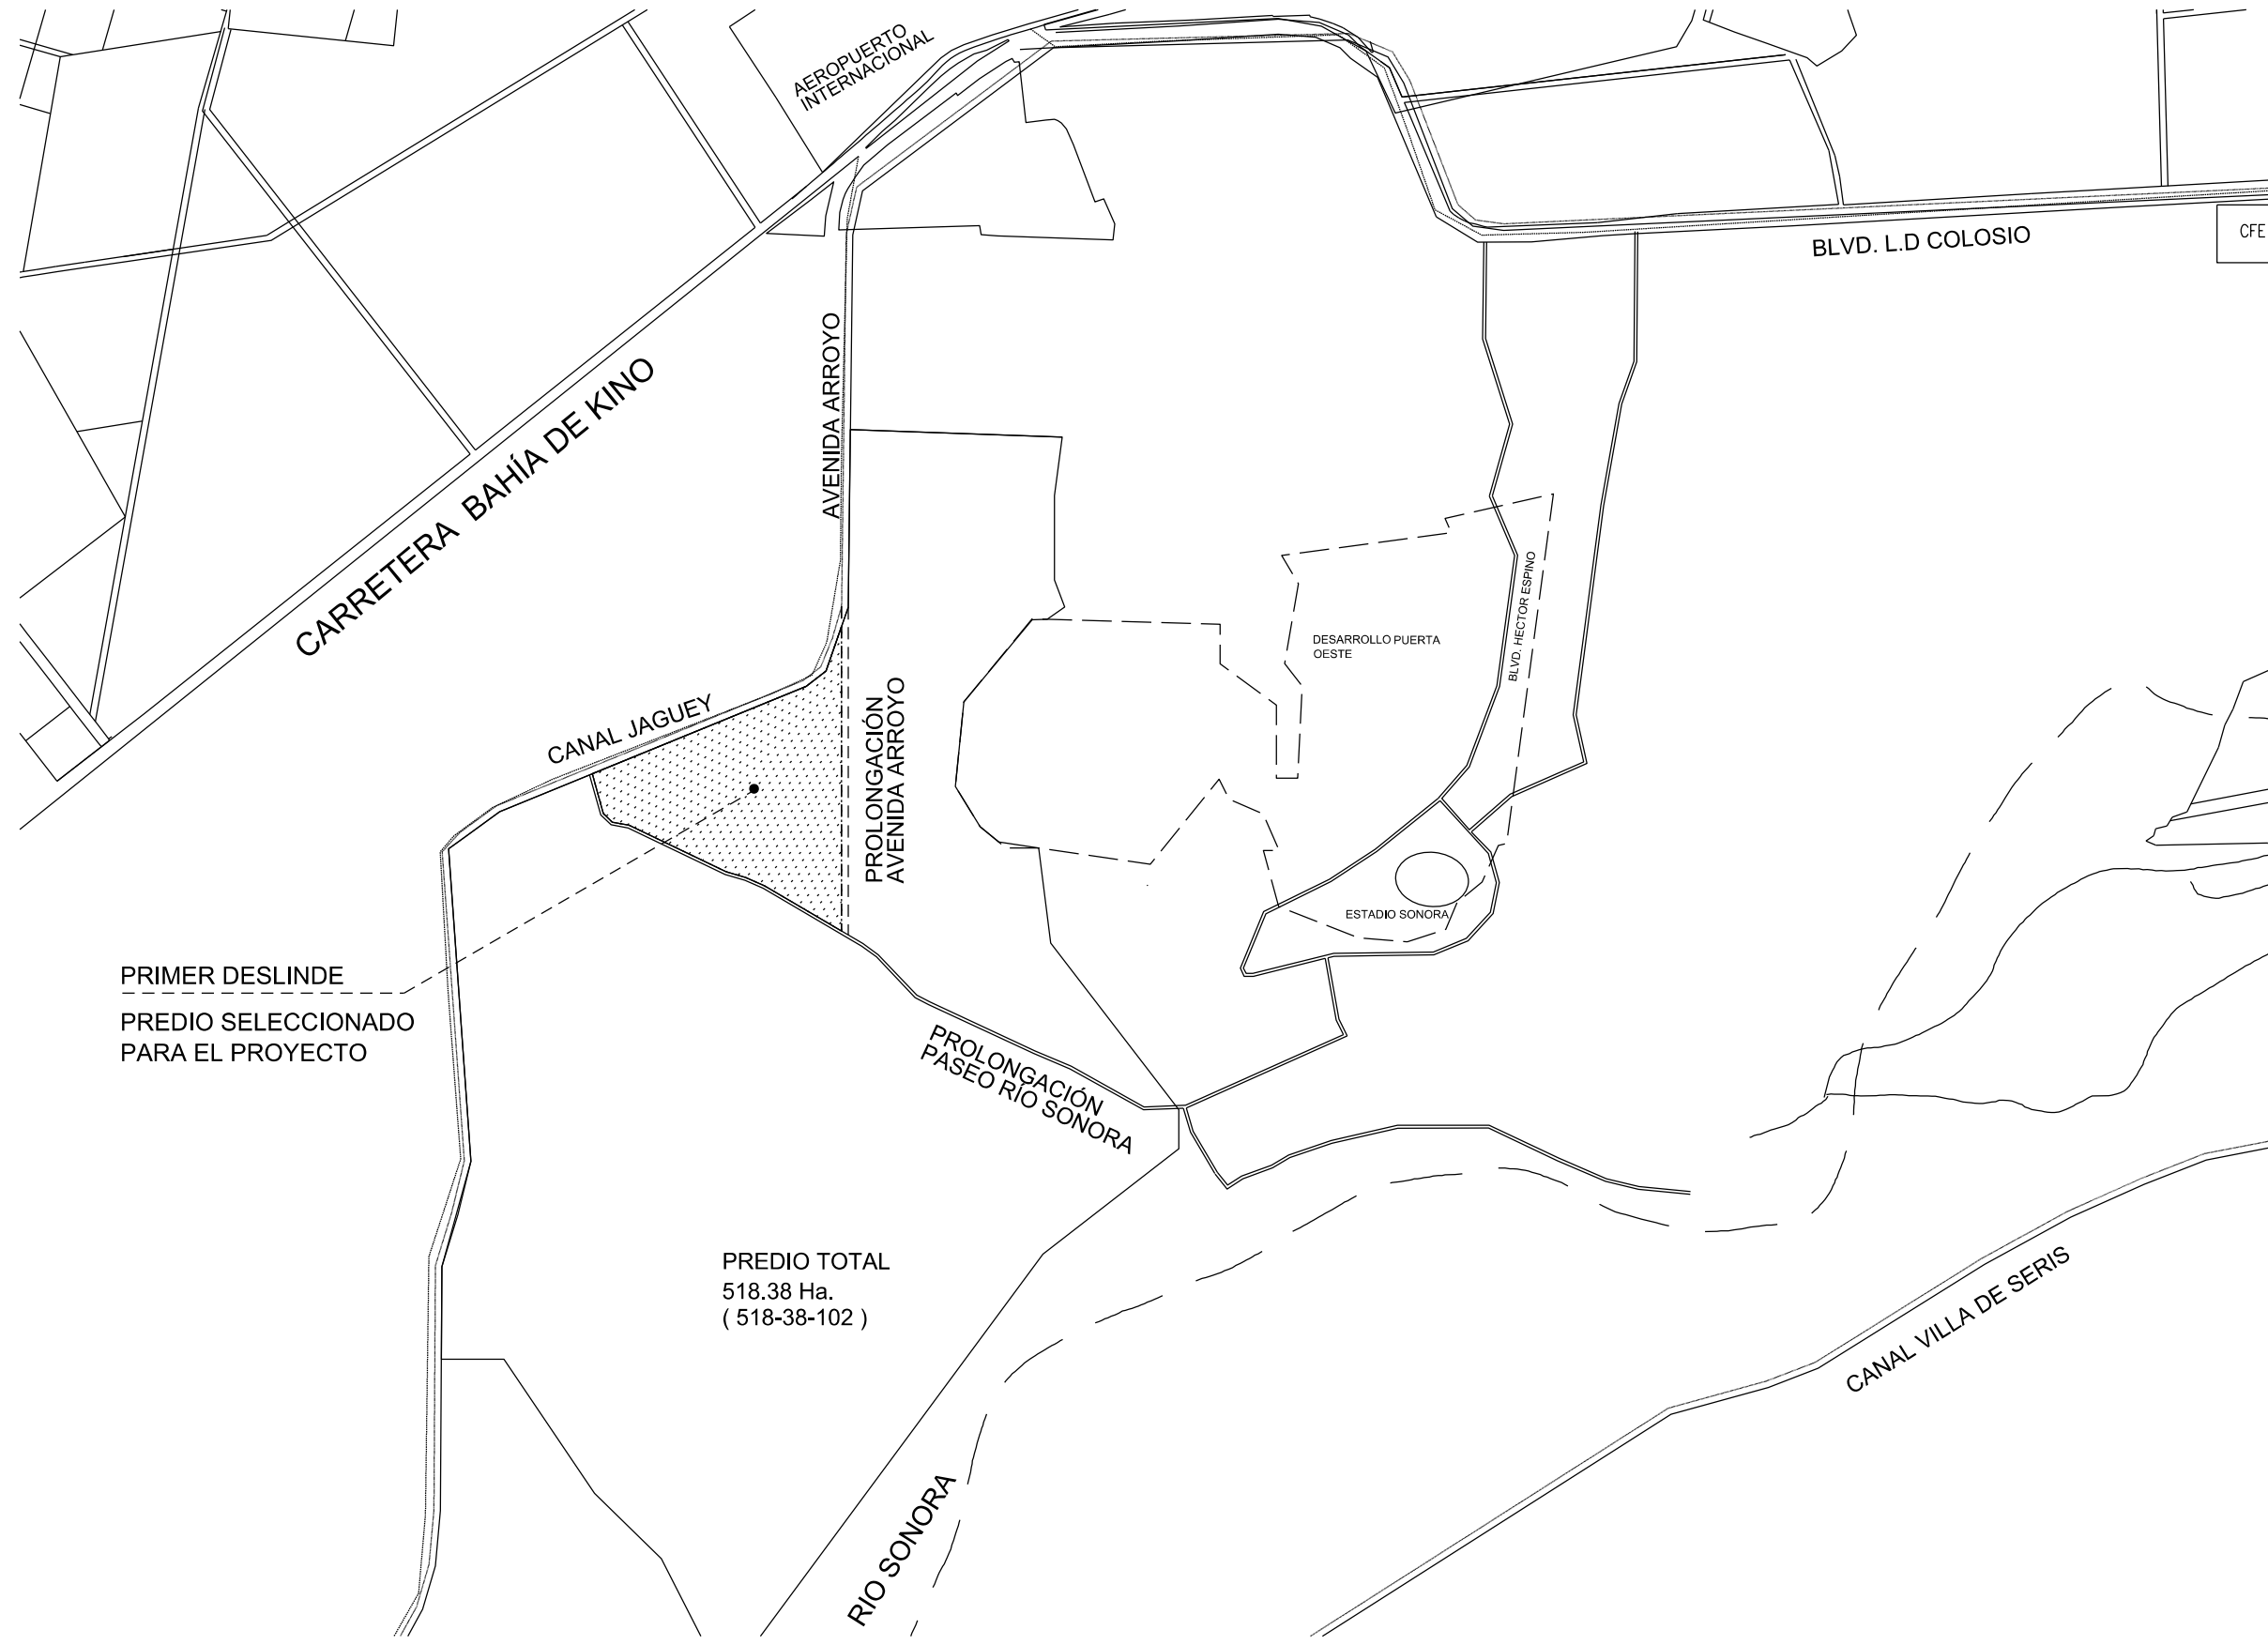 AEROPUERTO
INTERNACIONAL
BLVD. L.D COLOSIO
CFE
CARRETERA BAHÍA DE KINO
AVENIDA ARROYO
BLVD. HECTOR ESPINO
DESARROLLO PUERTA
OESTE
CANAL JAGUEY
PROLONGACIÓN
AVENIDA ARROYO
ESTADIO SONORA
PRIMER DESLINDE
PREDIO SELECCIONADO
PARA EL PROYECTO
PROLONGACIÓN
PASEO RÍO SONORA
PREDIO TOTAL
518.38 Ha.
( 518-38-102 )
CANAL VILLA DE SERIS
RIO SONORA